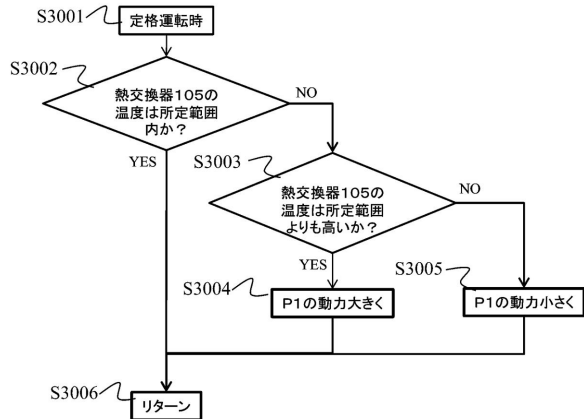 S3001
定格運転時
S3002
熱交換器105の
温度は所定範囲
内か?
NO
YES
S3003
熱交換器105の
温度は所定範囲
よりも高いか?
NO
YES
S3004
P1の動力大きく
S3005
P1の動力小さく
S3006
リターン